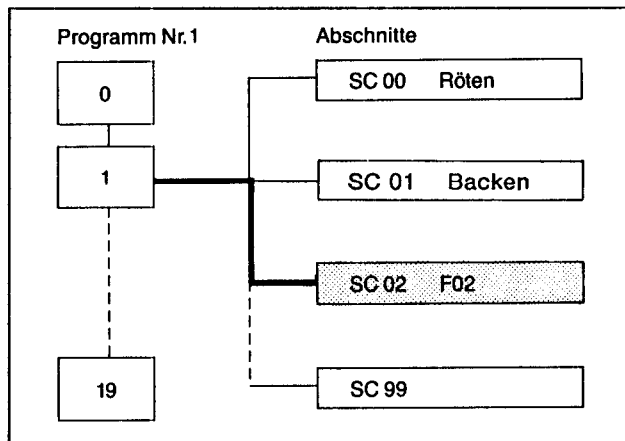 Programm Nr.1 Abschnitte
0 SC 00 Röten
1 SC 01 Backen
SC 02 F02
19 SC 99